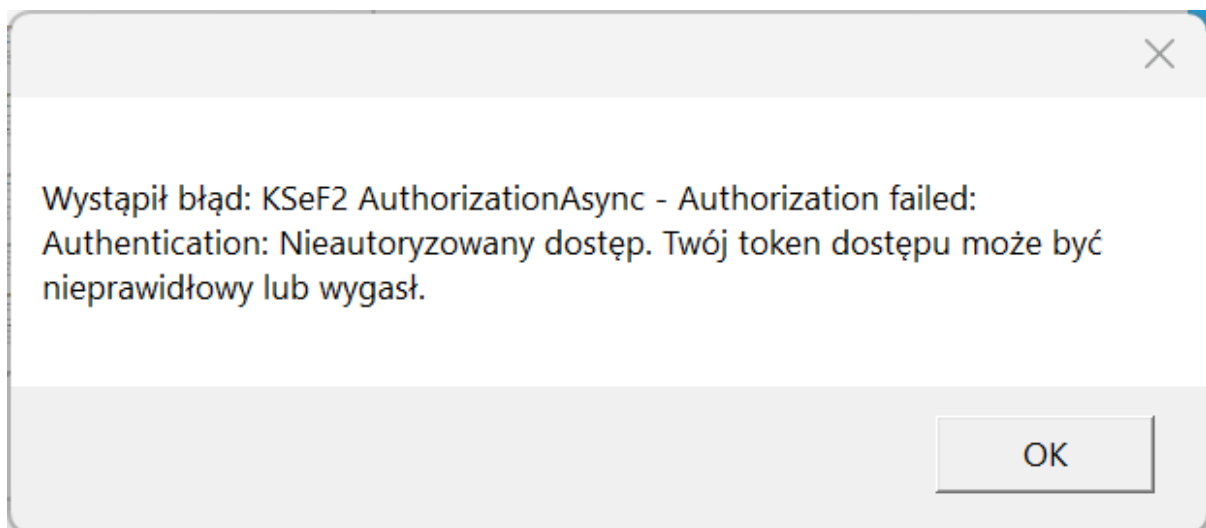 Wystąpił błąd: KSeF2 AuthorizationAsync - Authorization failed:
Authentication: Nieautoryzowany dostęp. Twój token dostępu może być
nieprawidłowy lub wygasł.
OK